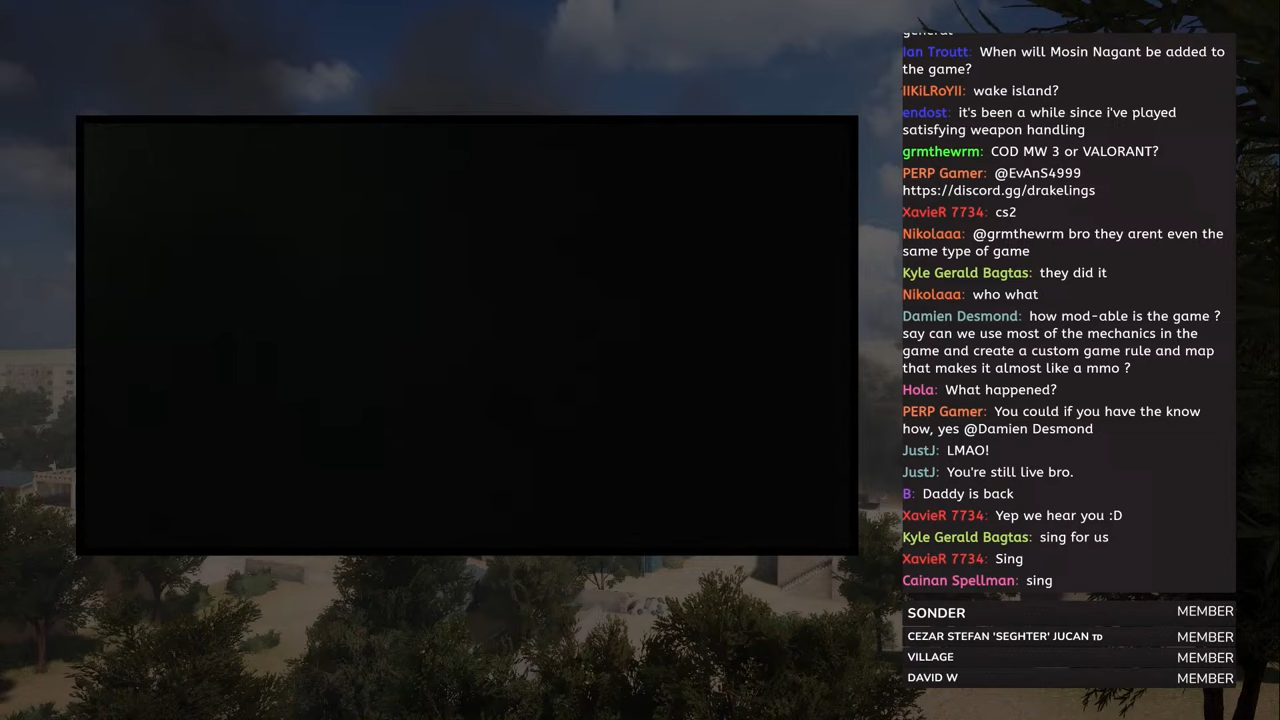 general
Ian Troutt: When will Mosin Nagant be added to
the game?
IIKiLRoYII: wake island?
endost: it's been a while since i've played
satisfying weapon handling
grmthewrm: COD MW 3 or VALORANT?
PERP Gamer: @EvAnS4999
https://discord.gg/drakelings
XavieR 7734: cs2
Nikolaaa: @grmthewrm bro they arent even the
same type of game
Kyle Gerald Bagtas: they did it
Nikolaaa: who what
Damien Desmond: how mod-able is the game ?
say can we use most of the mechanics in the
game and create a custom game rule and map
that makes it almost like a mmo ?
Hola: What happened?
PERP Gamer: You could if you have the know
how, yes @Damien Desmond
JustJ: LMAO!
JustJ: You're still live bro.
B: Daddy is back
XavieR 7734: Yep we hear you :D
Kyle Gerald Bagtas: sing for us
XavieR 7734: Sing
Cainan Spellman: sing
SONDER MEMBER
CEZAR STEFAN 'SEGHTER' JUCAN TD MEMBER
VILLAGE MEMBER
DAVID W MEMBER